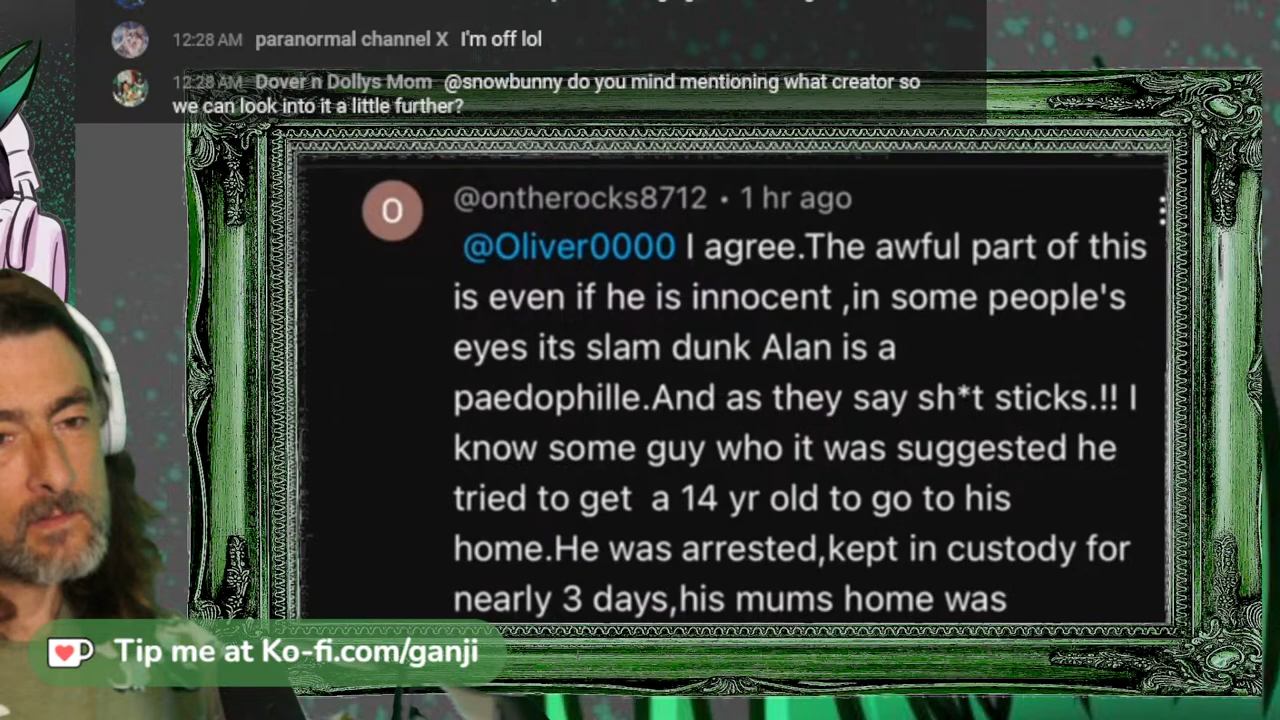 12:28 AM paranormal channel X I'm off lol
12:28 AM Dover n Dollys Mom @snowbunny do you mind mentioning what creator so
we can look into it a little further?
O
@ontherocks8712 • 1 hr ago
@Oliver0000 I agree.The awful part of this
is even if he is innocent ,in some people's
eyes its slam dunk Alan is a
paedophille.And as they say sh*t sticks.!! I
know some guy who it was suggested he
tried to get a 14 yr old to go to his
home.He was arrested,kept in custody for
nearly 3 days,his mums home was
Tip me at Ko-fi.com/ganji